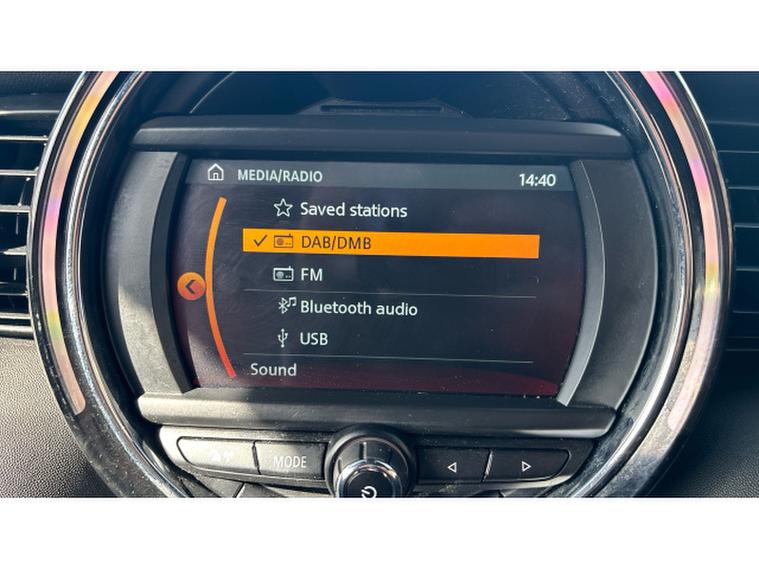 MEDIA/RADIO 14:40
Saved stations
DAB/DMB
FM
Bluetooth audio
USB
Sound
MODE